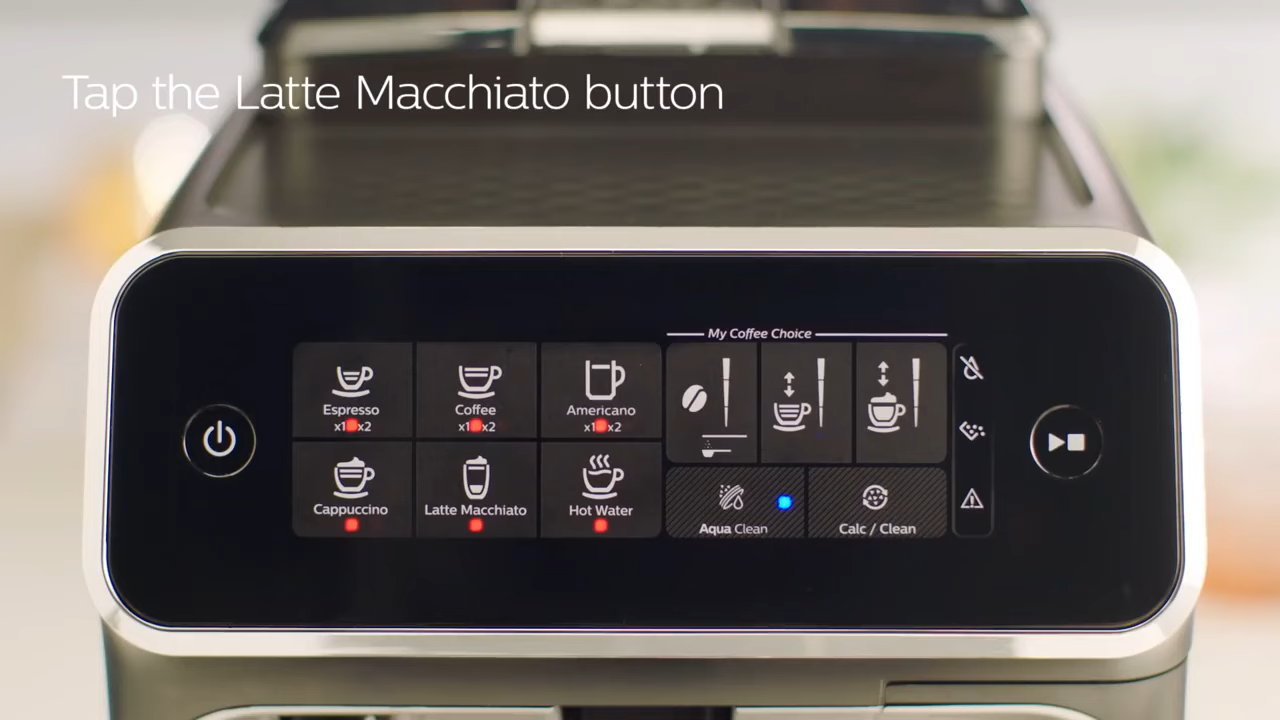 Tap the Latte Macchiato button
My Coffee Choice
Espresso
x1 x2
Coffee
x1 x2
Americano
x1 x2
Cappuccino
Latte Macchiato
Hot Water
Aqua Clean
Calc / Clean